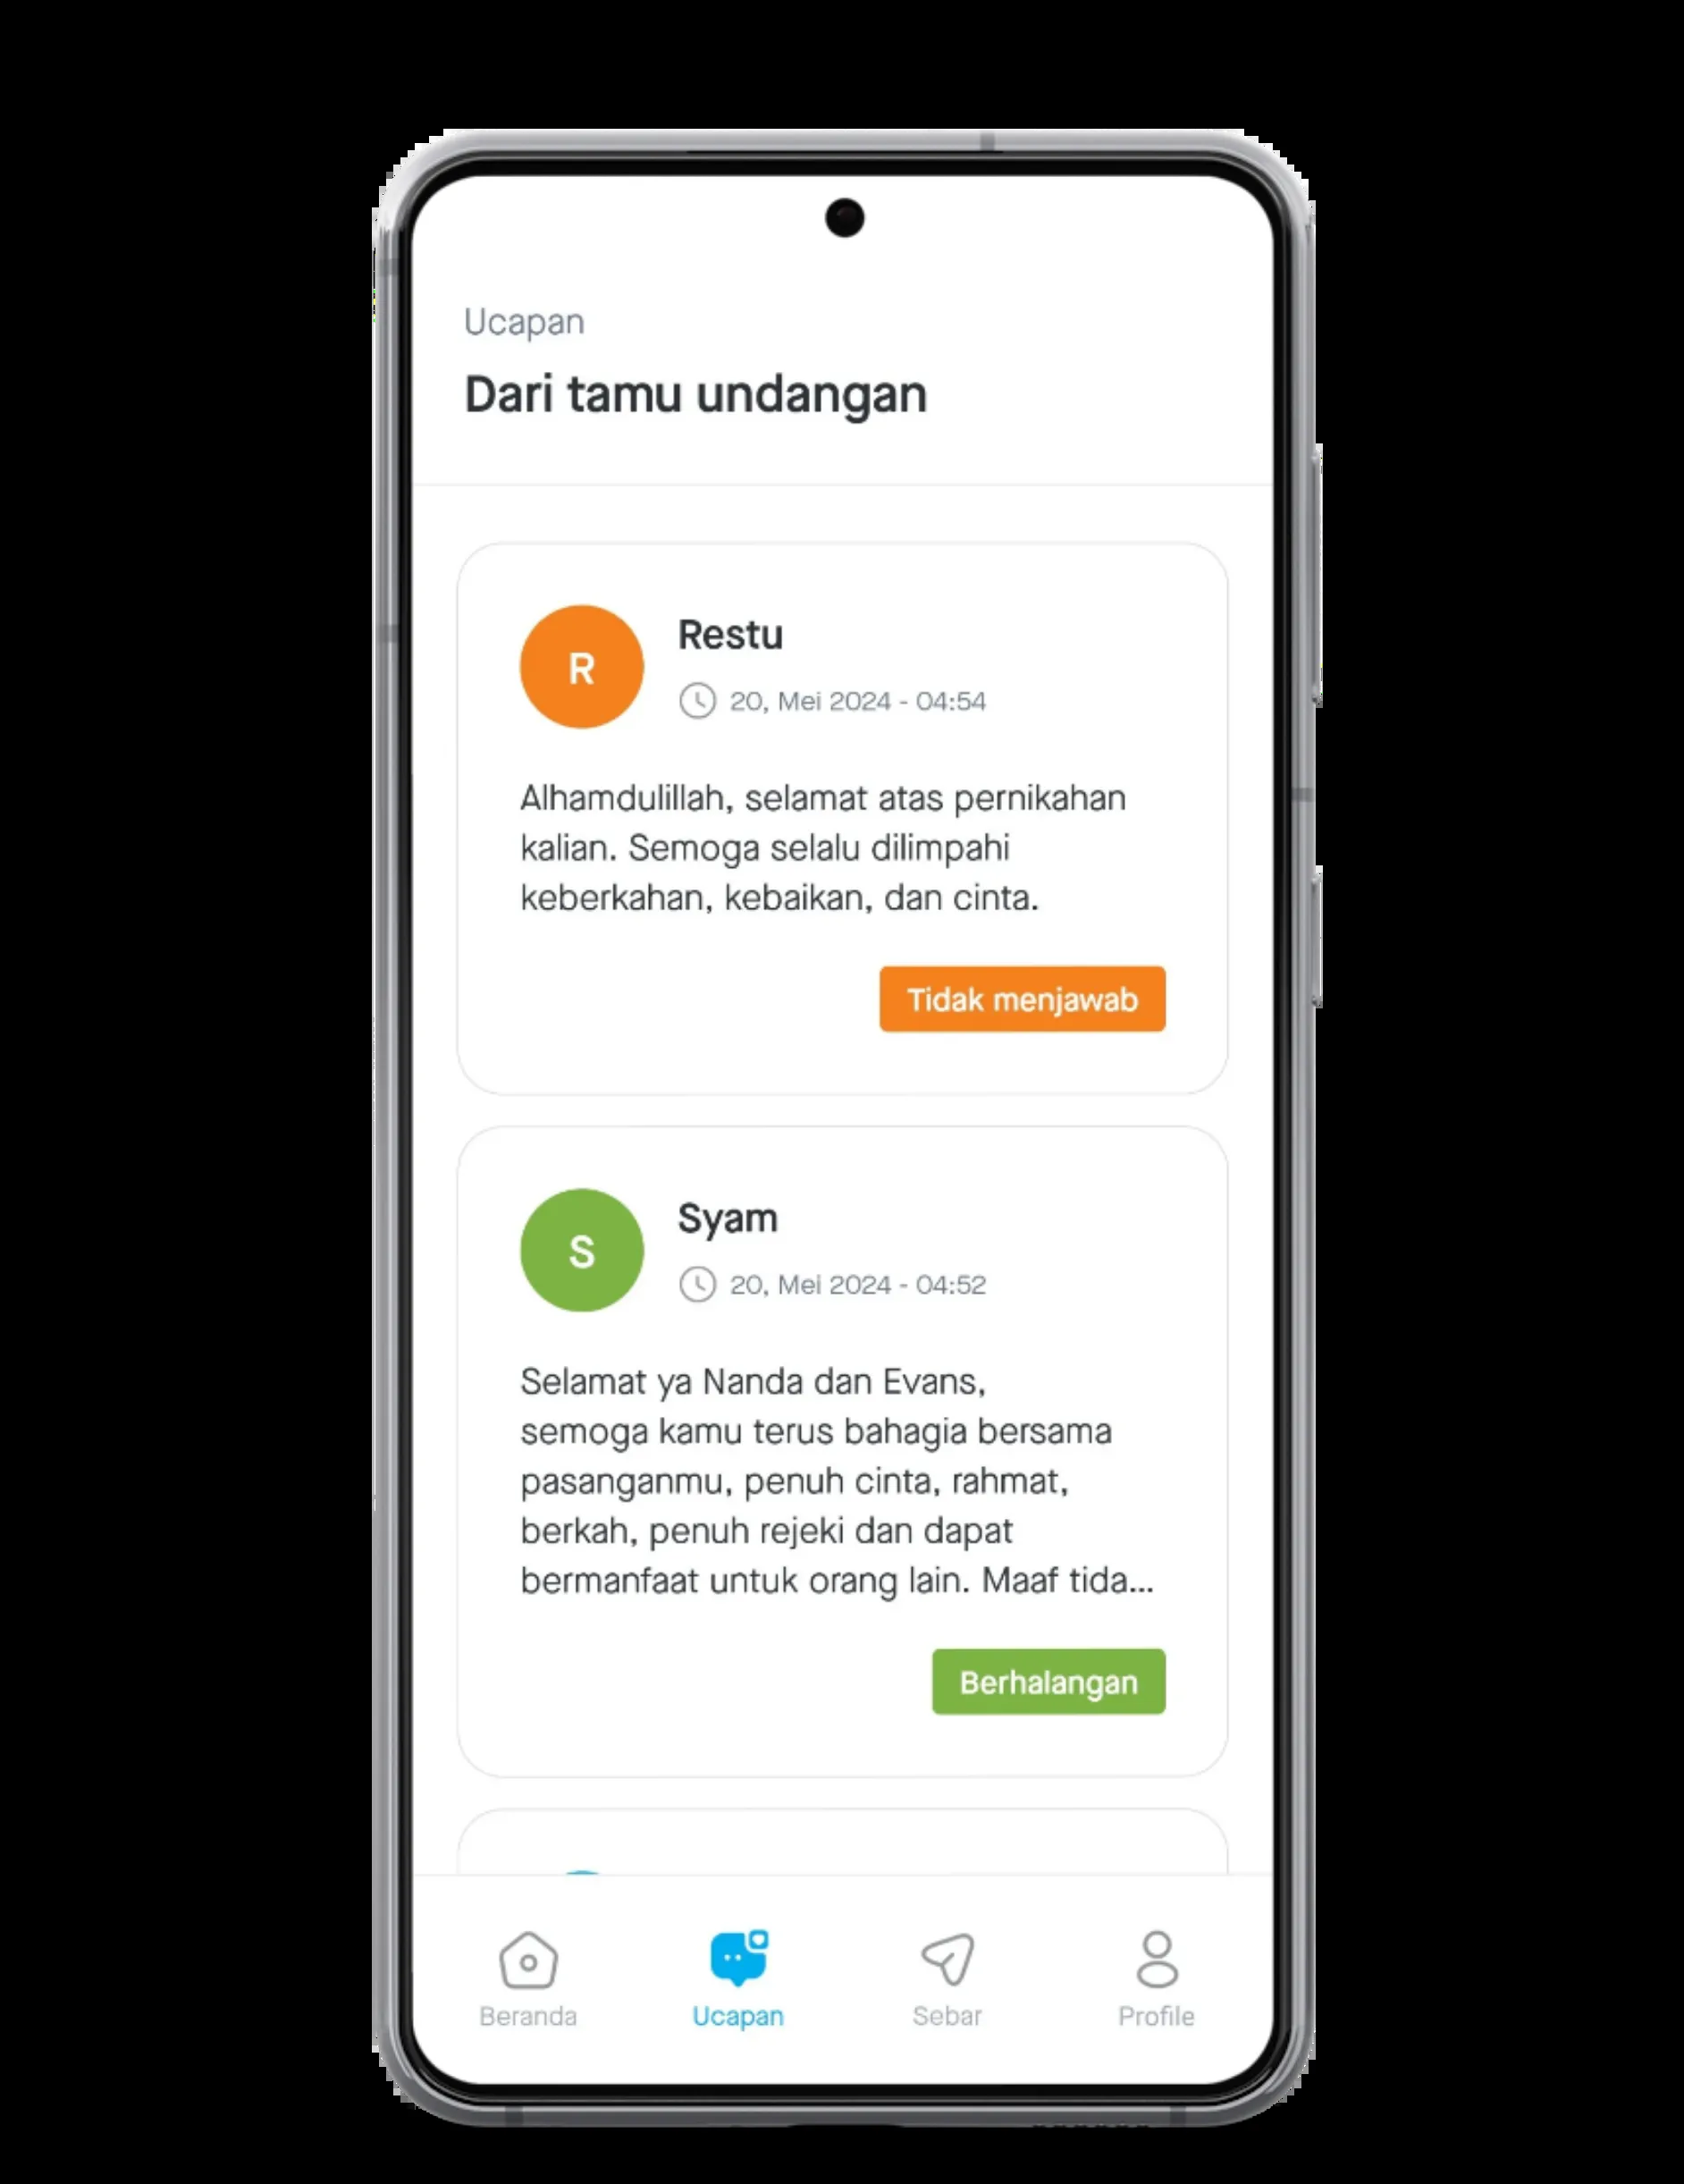 Ucapan
Dari tamu undangan
R
Restu
20, Mei 2024 - 04:54
Alhamdulillah, selamat atas pernikahan
kalian. Semoga selalu dilimpahi
keberkahan, kebaikan, dan cinta.
Tidak menjawab
S
Syam
20, Mei 2024 - 04:52
Selamat ya Nanda dan Evans,
semoga kamu terus bahagia bersama
pasanganmu, penuh cinta, rahmat,
berkah, penuh rejeki dan dapat
bermanfaat untuk orang lain. Maaf tida...
Berhalangan
Beranda
Ucapan
Sebar
Profile